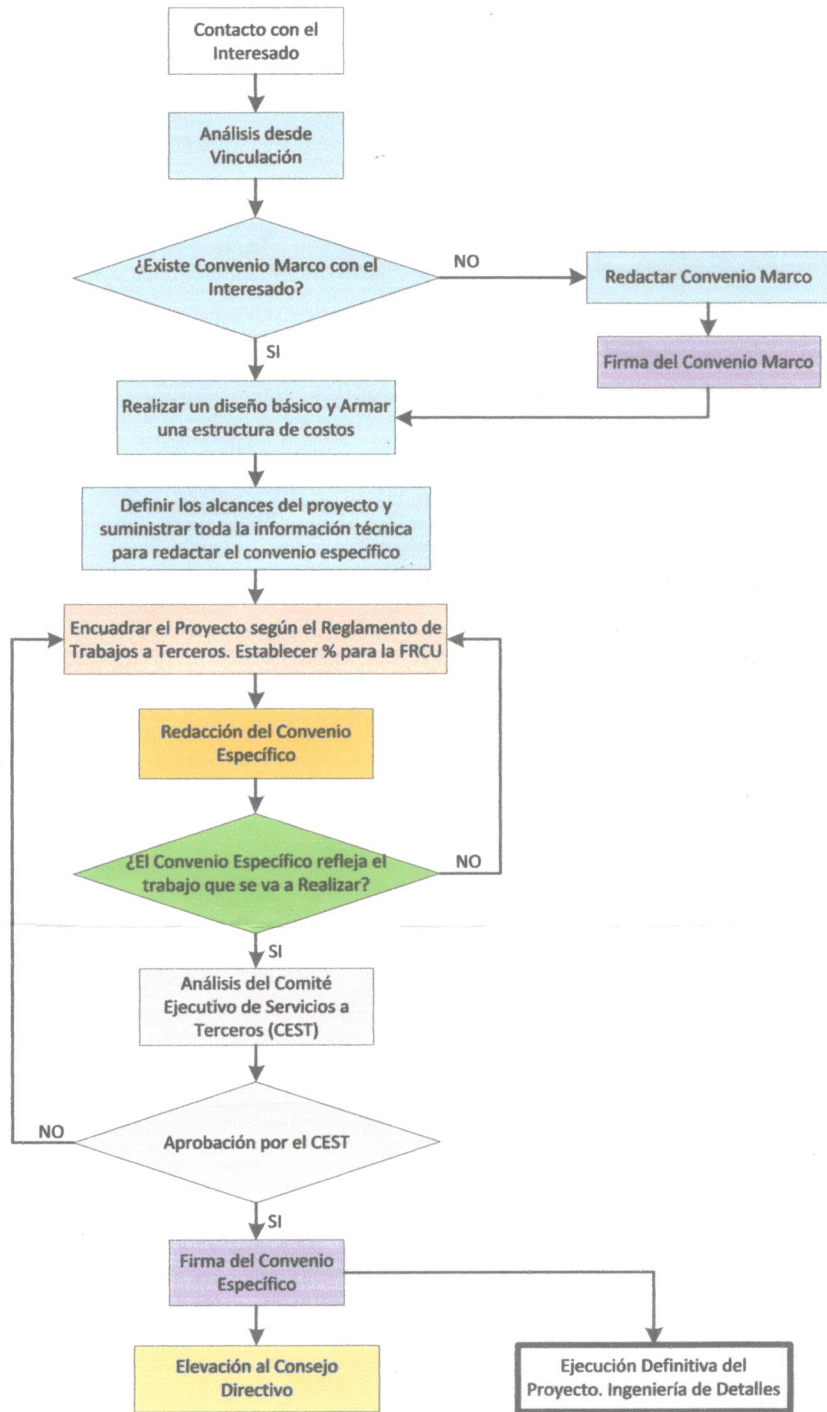 Contacto con el
Interesado
Análisis desde
Vinculación
¿Existe Convenio Marco con el
Interesado?
NO
Redactar Convenio Marco
Firma del Convenio Marco
SI
Realizar un diseño básico y Armar
una estructura de costos
Definir los alcances del proyecto y
suministrar toda la información técnica
para redactar el convenio específico
Encuadrar el Proyecto según el Reglamento de
Trabajos a Terceros. Establecer % para la FRCU
Redacción del Convenio
Específico
¿El Convenio Específico refleja el
trabajo que se va a Realizar?
NO
SI
Análisis del Comité
Ejecutivo de Servicios a
Terceros (CEST)
NO
Aprobación por el CEST
SI
Firma del Convenio
Específico
Elevación al Consejo
Directivo
Ejecución Definitiva del
Proyecto. Ingeniería de Detalles